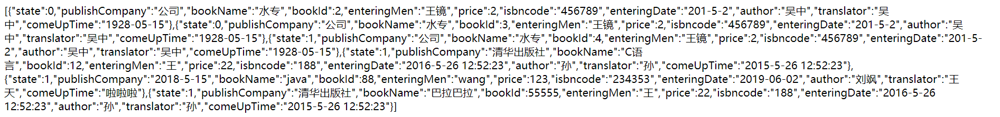 [{"state":0,"publishCompany":"公司","bookName":"水专","bookId":2,"enteringMen":"王镜","price":2,"isbncode":"456789","enteringDate":"201-5-2","author":"吴中","translator":"吴
中","comeUpTime":"1928-05-15"},{"state":0,"publishCompany":"公司","bookName":"水专","bookId":3,"enteringMen":"王镜","price":2,"isbncode":"456789","enteringDate":"201-5-2","author":"吴
中","translator":"吴中","comeUpTime":"1928-05-15"},{"state":1,"publishCompany":"公司","bookName":"水专","bookId":4,"enteringMen":"王镜","price":2,"isbncode":"456789","enteringDate":"201-5-
2","author":"吴中","translator":"吴中","comeUpTime":"1928-05-15"},{"state":1,"publishCompany":"清华出版社","bookName":"C语
言","bookId":12,"enteringMen":"王","price":22,"isbncode":"188","enteringDate":"2016-5-26 12:52:23","author":"孙","translator":"孙","comeUpTime":"2015-5-26 12:52:23"},
{"state":1,"publishCompany":"2018-5-15","bookName":"java","bookId":88,"enteringMen":"wang","price":123,"isbncode":"234353","enteringDate":"2019-06-02","author":"刘飒","translator":"王
天","comeUpTime":"啦啦啦"},{"state":1,"publishCompany":"清华出版社","bookName":"巴拉巴拉","bookId":55555,"enteringMen":"王","price":22,"isbncode":"188","enteringDate":"2016-5-26
12:52:23","author":"孙","translator":"孙","comeUpTime":"2015-5-26 12:52:23"}]